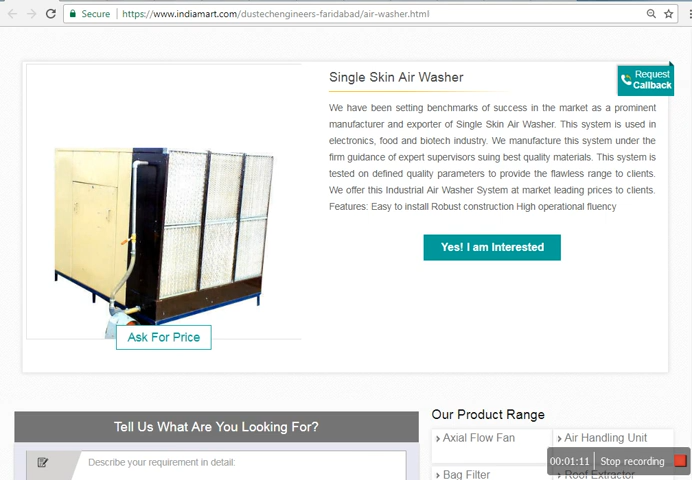 Secure | https://www.indiamart.com/dustechengineers-faridabad/air-washer.html
Single Skin Air Washer
Request
Callback
We have been setting benchmarks of success in the market as a prominent
manufacturer and exporter of Single Skin Air Washer. This system is used in
electronics, food and biotech industry. We manufacture this system under the
firm guidance of expert supervisors suing best quality materials. This system is
tested on defined quality parameters to provide the flawless range to clients.
We offer this Industrial Air Washer System at market leading prices to clients.
Features: Easy to install Robust construction High operational fluency
Yes! I am Interested
Ask For Price
Tell Us What Are You Looking For?
Describe your requirement in detail:
Our Product Range
› Axial Flow Fan
› Air Handling Unit
› Bag Filter
› Roof Extractor
00:01:11 | Stop recording